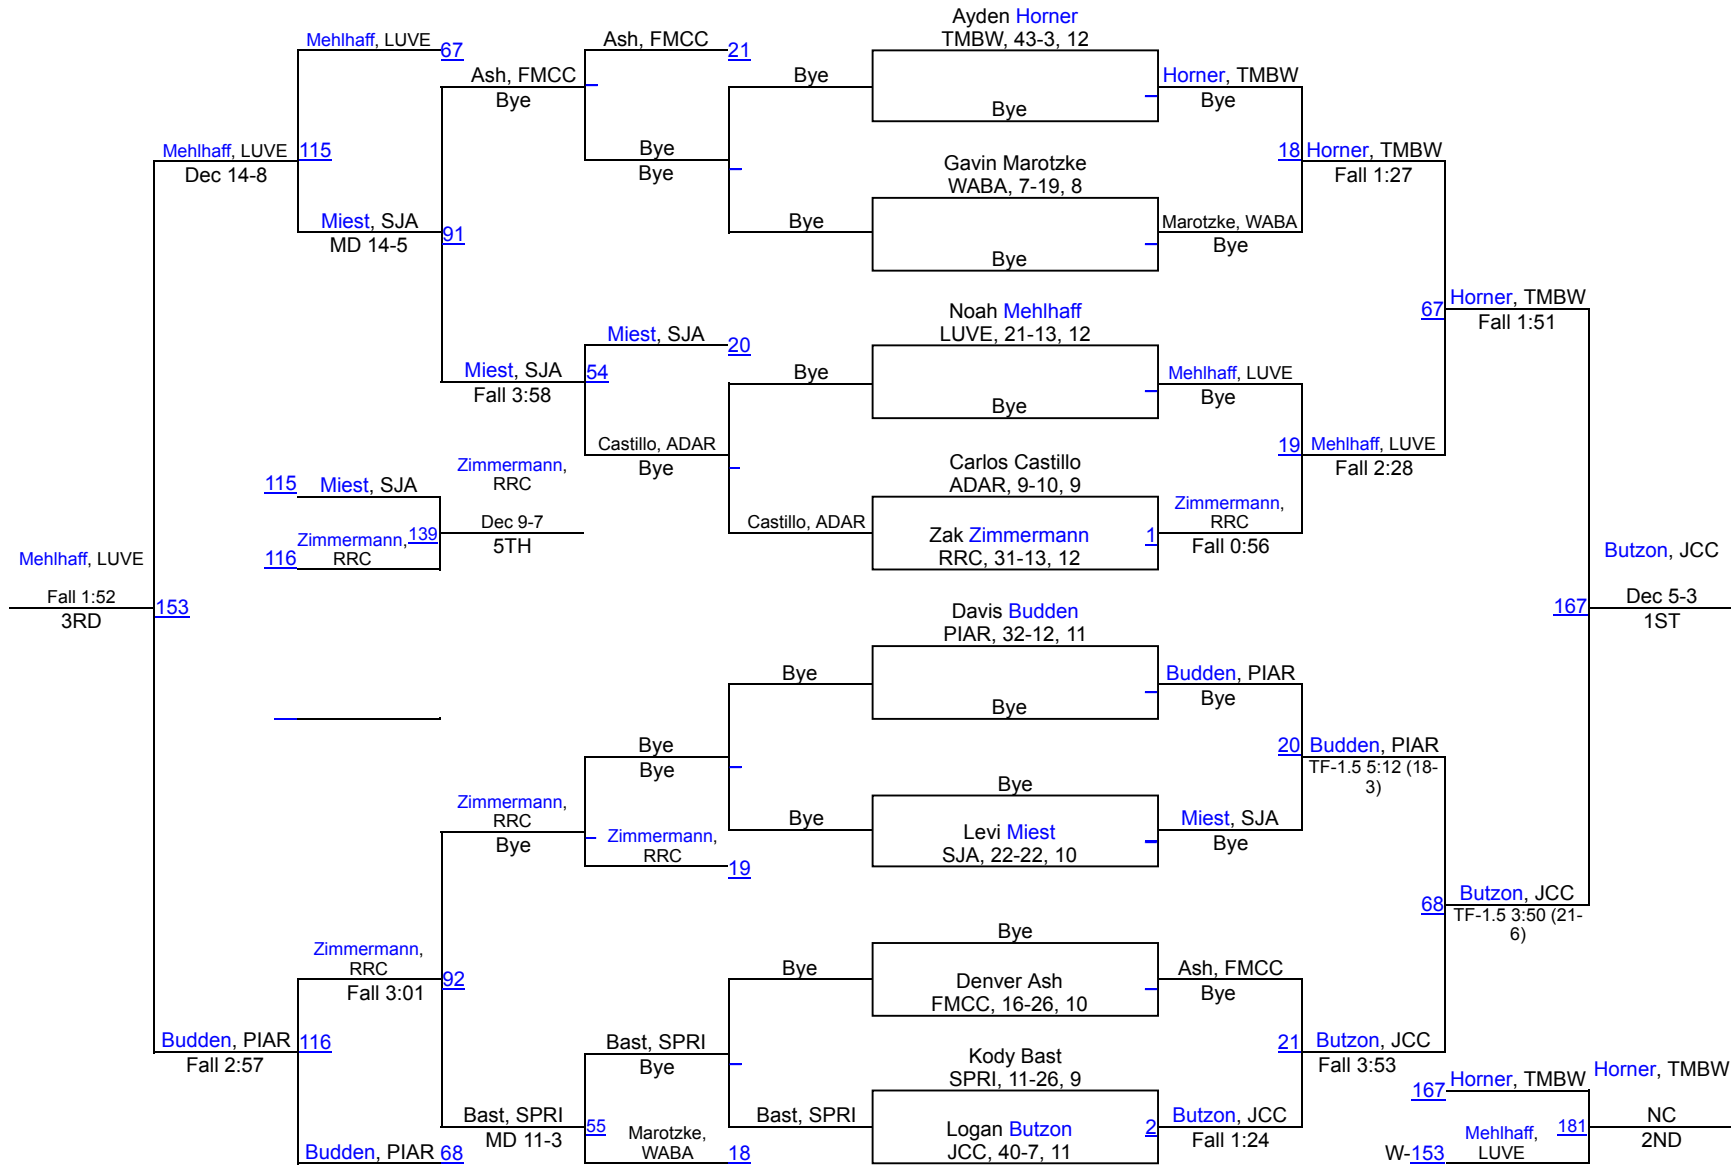 Ayden Horner
TMBW, 43-3, 12
Bye
Gavin Marotzke
WABA, 7-19, 8
Bye
Noah Mehlhaff
LUVE, 21-13, 12
Bye
Carlos Castillo
ADAR, 9-10, 9
Zak Zimmermann
RRC, 31-13, 12
1
Davis Budden
PIAR, 32-12, 11
Bye
Bye
Levi Miest
SJA, 22-22, 10
Bye
Denver Ash
FMCC, 16-26, 10
Kody Bast
SPRI, 11-26, 9
Logan Butzon
JCC, 40-7, 11
2
Horner, TMBW
Bye
Marotzke, WABA
Bye
Mehlhaff, LUVE
Bye
Zimmermann,
RRC
Fall 0:56
Budden, PIAR
Bye
Miest, SJA
Bye
Ash, FMCC
Bye
Butzon, JCC
Fall 1:24
18
Horner, TMBW
Fall 1:27
19
Mehlhaff, LUVE
Fall 2:28
20
Budden, PIAR
TF-1.5 5:12 (18-
3)
21
Butzon, JCC
Fall 3:53
67
Horner, TMBW
Fall 1:51
68
Butzon, JCC
TF-1.5 3:50 (21-
6)
Butzon, JCC
167
Dec 5-3
1ST
167
Horner, TMBW
W-153
Mehlhaff,
LUVE
181
Horner, TMBW
NC
2ND
Bye
Bye
Bye
Castillo, ADAR
Bye
Bye
Bye
Bast, SPRI
Ash, FMCC
21
Bye
Bye
Miest, SJA
20
Castillo, ADAR
Bye
Bye
Bye
Zimmermann,
RRC
19
Bast, SPRI
Bye
Marotzke,
WABA
18
Ash, FMCC
Bye
Miest, SJA
54
Fall 3:58
Zimmermann,
RRC
Bye
Bast, SPRI
55
MD 11-3
Mehlhaff, LUVE
67
Miest, SJA
91
MD 14-5
Zimmermann,
RRC
92
Fall 3:01
Budden, PIAR
68
Mehlhaff, LUVE
115
Dec 14-8
Budden, PIAR
116
Fall 2:57
115
Miest, SJA
116
Zimmermann,
RRC
139
Zimmermann,
RRC
Dec 9-7
5TH
Mehlhaff, LUVE
Fall 1:52
153
3RD